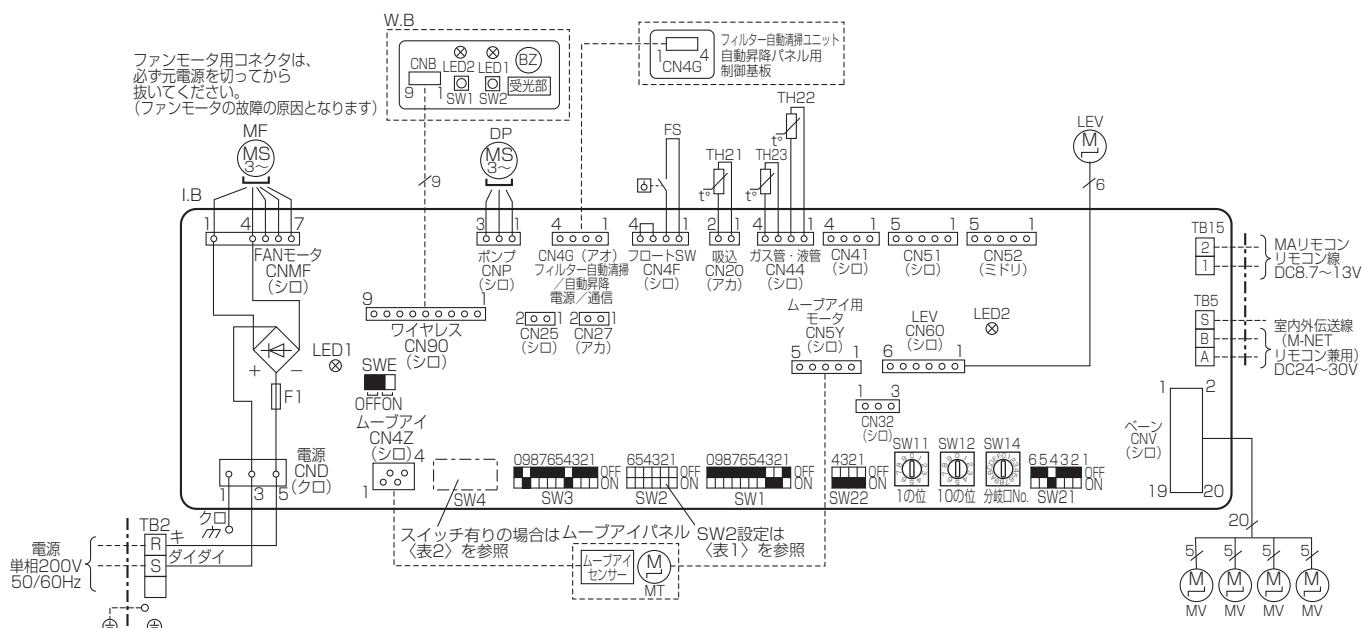 ファンモータ用コネクタは、
必ず元電源を切ってから
抜いてください。
(ファンモータの故障の原因となります)
W.B
CNB
9 1
LED2 LED1
SW1 SW2
BZ
受光部
1 4
CN4G
フィルター自動清掃ユニット
自動昇降パネル用
制御基板
MF
MS
3〜
DP
MS
3〜
9
FS
TH21
t°
TH22
t°
TH23
t°
LEV
M
6
I.B
1 4 7
FANモータ
CNMF
(シロ)
3 1
ポンプ
CNP
(シロ)
4 1
CN4G (アオ)
フィルター自動清掃
/自動昇降
電源/通信
4 1
フロートSW
CN4F
(シロ)
2 1
吸込
CN20
(アカ)
4 1
ガス管・液管
CN44
(シロ)
4 1
CN41
(シロ)
5 1
CN51
(シロ)
5 1
CN52
(ミドリ)
TB15
2
1
MAリモコン
リモコン線
DC8.7〜13V
TB5
S
B
A
室内外伝送線
(M-NET
リモコン兼用)
DC24〜30V
9 1
ワイヤレス
CN90
(シロ)
2 1
CN25
(シロ)
2 1
CN27
(アカ)
ムーブアイ用
モータ
CN5Y
(シロ)
5 1
LEV
CN60
(シロ)
6 1
LED2
+ −
F1
LED1
SWE
OFFON
ムーブアイ
CN4Z
(シロ)
4
1
1 3
CN32
(シロ)
1 2
ベーン
CNV
(シロ)
19 20
電源
CND
(クロ)
1 3 5
SW4
0987654321
OFF
ON
SW3
654321
OFF
ON
SW2
0987654321
OFF
ON
SW1
4321
OFF
ON
SW22
SW11
1の位
SW12
10の位
SW14
分岐口No.
654321
OFF
ON
SW21
クロ
TB2
R
S
キ
ダイダイ
電源
単相200V
50/60Hz
スイッチ有りの場合は
〈表2〉を参照
ムーブアイパネル
ムーブアイ
センサー
M
MT
SW2設定は
〈表1〉を参照
20
5 5 5 5
M M M M
MV MV MV MV